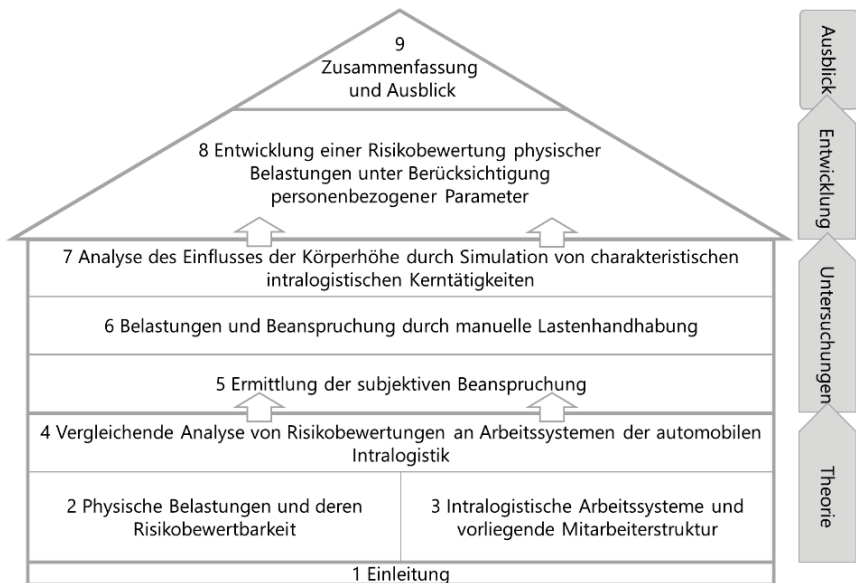 9
Zusammenfassung
und Ausblick
8 Entwicklung einer Risikobewertung physischer
Belastungen unter Berücksichtigung
personenbezogener Parameter
7 Analyse des Einflusses der Körperhöhe durch Simulation von charakteristischen
intralogistischen Kerntätigkeiten
6 Belastungen und Beanspruchung durch manuelle Lastenhandhabung
5 Ermittlung der subjektiven Beanspruchung
4 Vergleichende Analyse von Risikobewertungen an Arbeitssystemen der automobilen
Intralogistik
2 Physische Belastungen und deren
Risikobewertbarkeit
3 Intralogistische Arbeitssysteme und
vorliegende Mitarbeiterstruktur
1 Einleitung
Ausblick
Entwicklung
Untersuchungen
Theorie